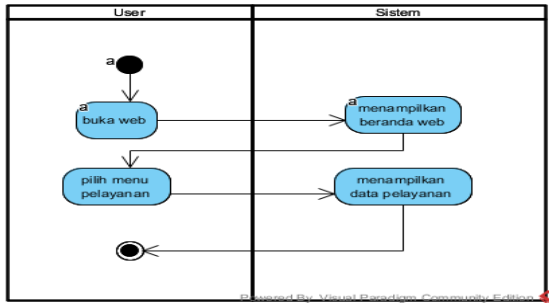 User
Sistem
a
a
buka web
a
menampilkan
beranda web
pilih menu
pelayanan
menampilkan
data pelayanan
Powered By Visual Paradigm Community Edition